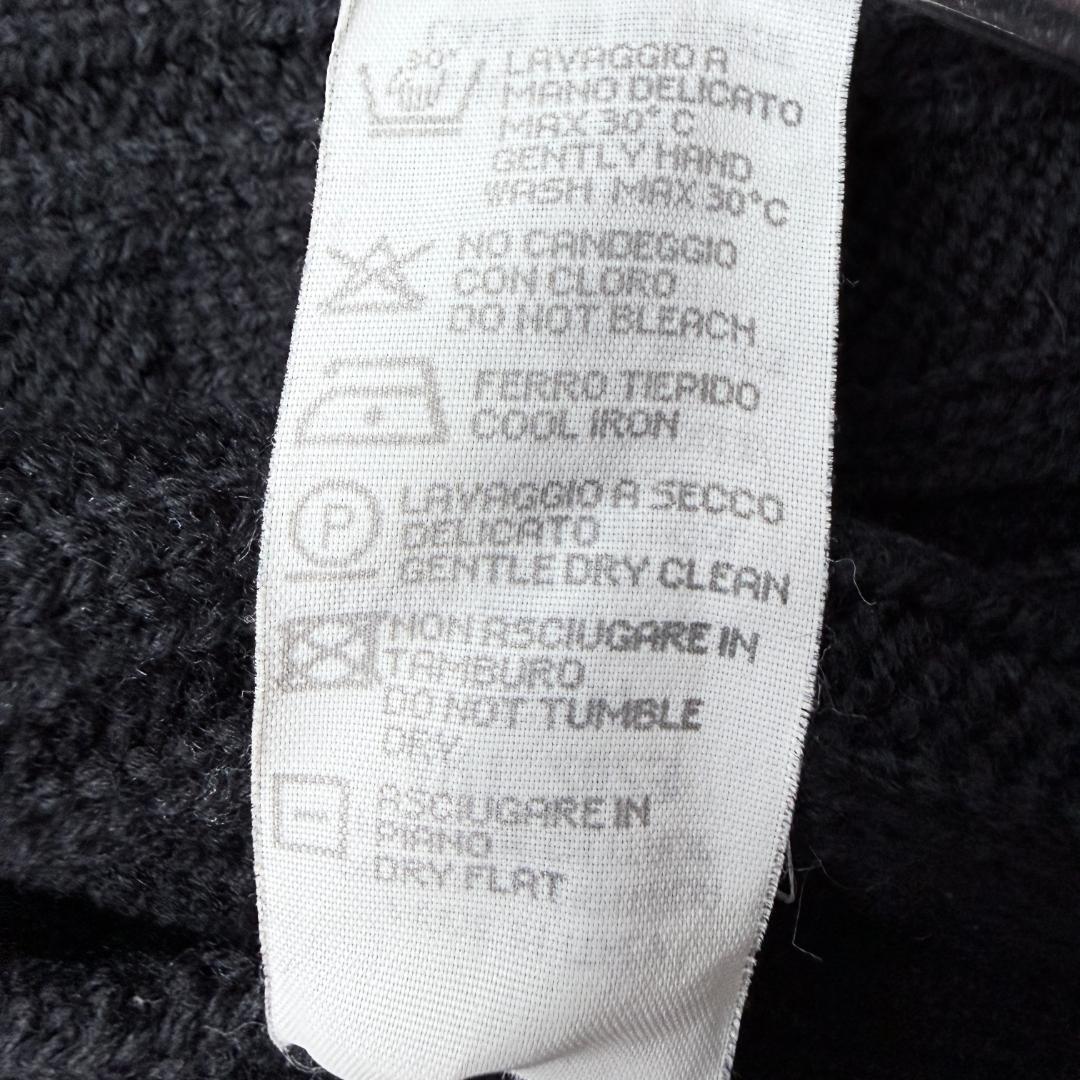 30°
LAVAGGIO A
MANO DELICATO
MAX 30° C
GENTLY HAND
WASH MAX 30°C
NO CANDEGGIO
CON CLORO
DO NOT BLEACH
FERRO TIEPIDO
COOL IRON
P
LAVAGGIO A SECCO
DELICATO
GENTLE DRY CLEAN
NON ASCIUGARE IN
TAMBURO
DO NOT TUMBLE
DRY
ASCIUGARE IN
PIANO
DRY FLAT